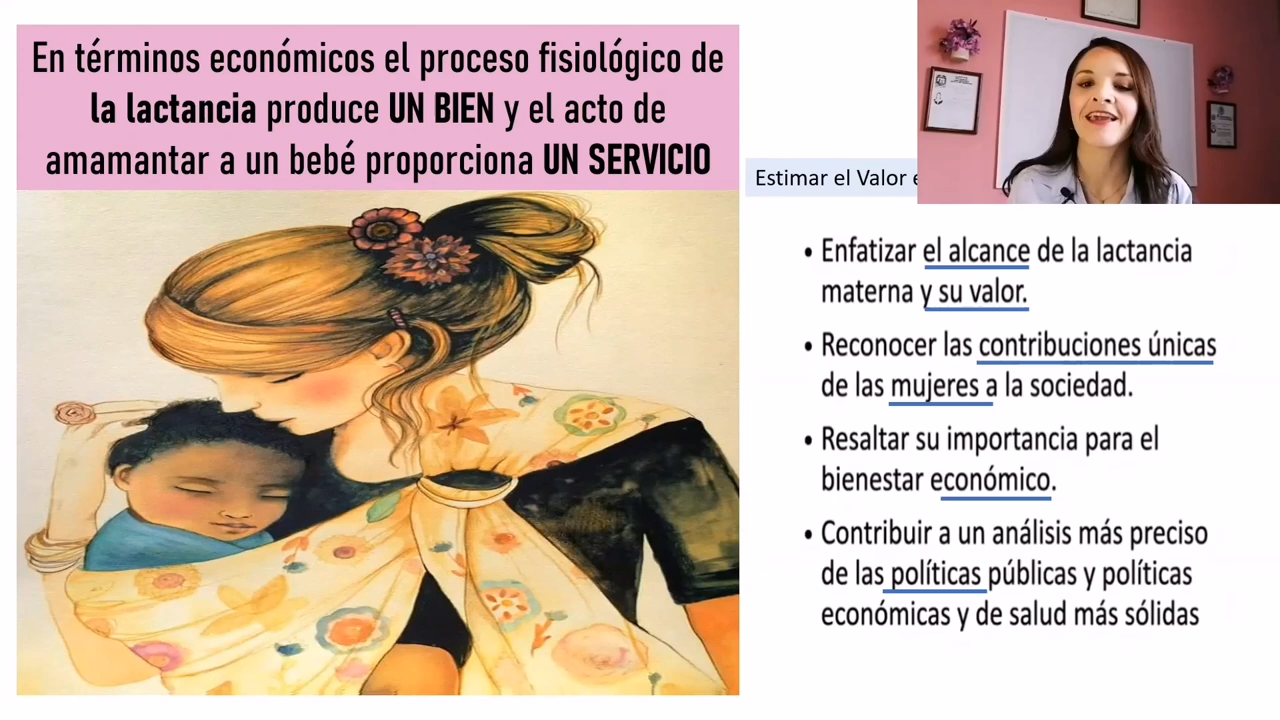 En términos económicos el proceso fisiológico de
la lactancia produce UN BIEN y el acto de
amamantar a un bebé proporciona UN SERVICIO
Estimar el Valor
• Enfatizar el alcance de la lactancia
materna y su valor.
• Reconocer las contribuciones únicas
de las mujeres a la sociedad.
• Resaltar su importancia para el
bienestar económico.
• Contribuir a un análisis más preciso
de las políticas públicas y políticas
económicas y de salud más sólidas